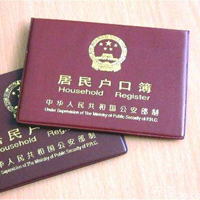 居民户口簿
Household Register
中华人民共和国公安部制
Under Supervision of The Ministry of Public Security of P.R.C